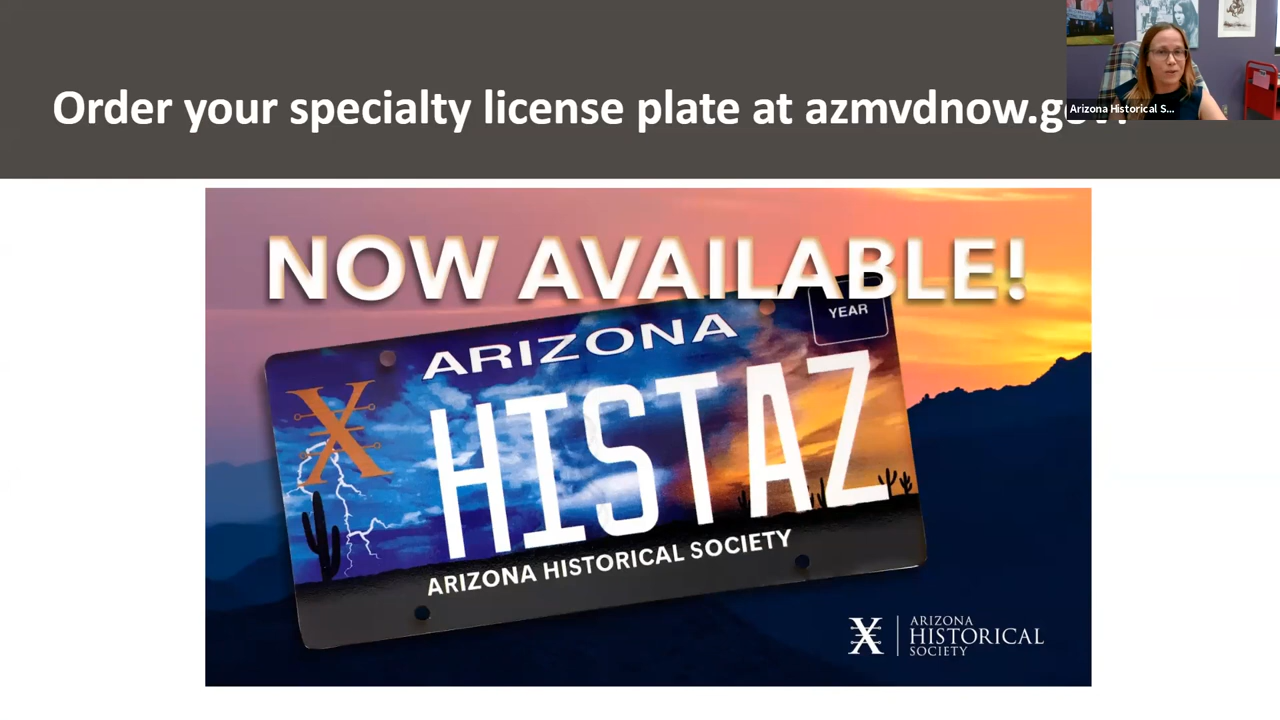 Order your specialty license plate at azmvdnow.gov!
Arizona Historical S...
NOW AVAILABLE!
ARIZONA
YEAR
HISTAZ
ARIZONA HISTORICAL SOCIETY
ARIZONA
HISTORICAL
SOCIETY